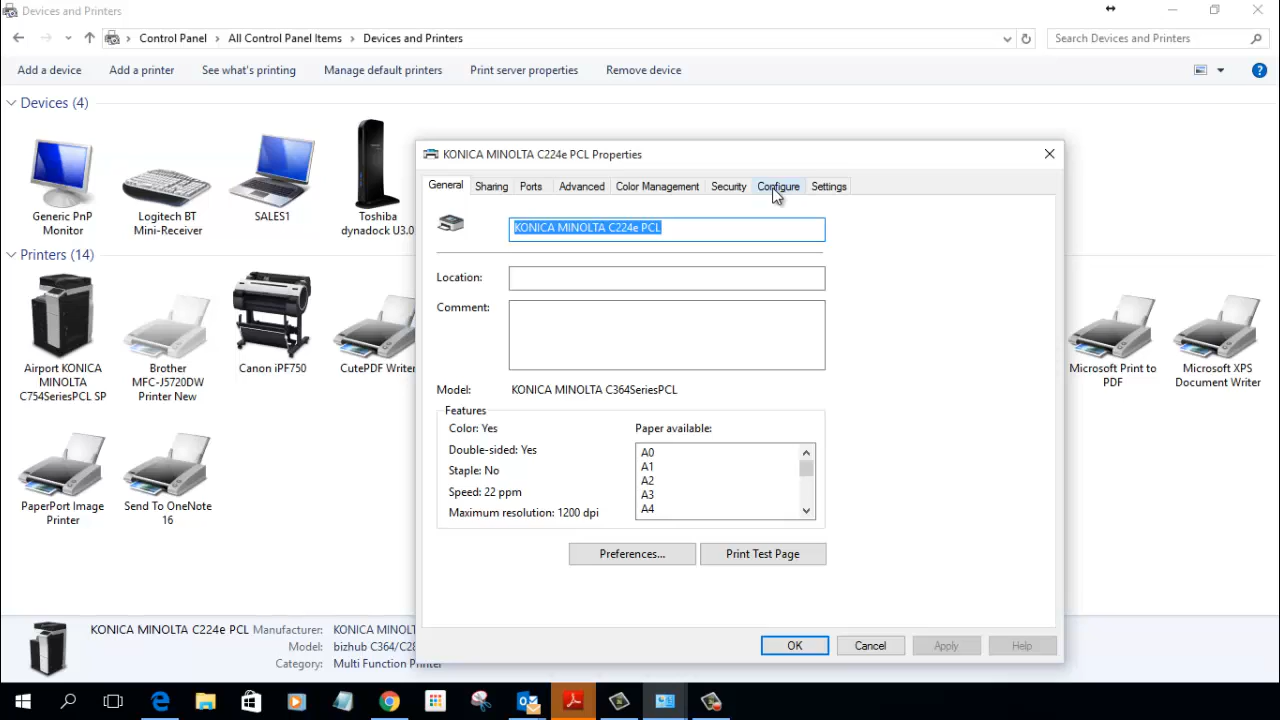 Devices and Printers
Control Panel > All Control Panel Items > Devices and Printers
Search Devices and Printers
Add a device
Add a printer
See what's printing
Manage default printers
Print server properties
Remove device
Devices (4)
Generic PnP
Monitor
Logitech BT
Mini-Receiver
SALES1
Toshiba
dynadock U3.0
Printers (14)
Airport KONICA
MINOLTA
C754SeriesPCL SP
Brother
MFC-J5720DW
Printer New
Canon iPF750
CutePDF Writer
Microsoft Print to
PDF
Microsoft XPS
Document Writer
PaperPort Image
Printer
Send To OneNote
16
KONICA MINOLTA C224e PCL Properties
General
Sharing
Ports
Advanced
Color Management
Security
Configure
Settings
KONICA MINOLTA C224e PCL
Location:
Comment:
Model: KONICA MINOLTA C364SeriesPCL
Features
Color: Yes
Double-sided: Yes
Staple: No
Speed: 22 ppm
Maximum resolution: 1200 dpi
Paper available:
A0
A1
A2
A3
A4
Preferences...
Print Test Page
OK
Cancel
Apply
Help
KONICA MINOLTA C224e PCL
Manufacturer: KONICA MINOLT
Model: bizhub C364/C28
Category: Multi Function Printer